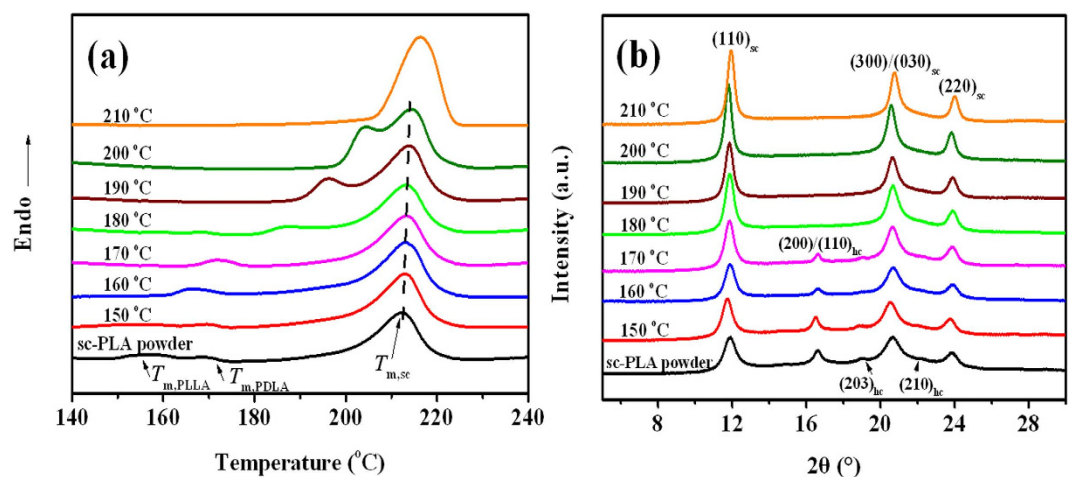 (a)
210 °C
200 °C
190 °C
180 °C
170 °C
160 °C
150 °C
sc-PLA powder
Tm,PLLA
Tm,PDLA
Tm,sc
Endo
140 160 180 200 220 240
Temperature (°C)
(b)
(110)sc
(300)/(030)sc
(220)sc
210 °C
200 °C
190 °C
180 °C
(200)/(110)hc
170 °C
160 °C
150 °C
sc-PLA powder
(203)hc
(210)hc
Intensity (a.u.)
8 12 16 20 24 28
2θ (°)